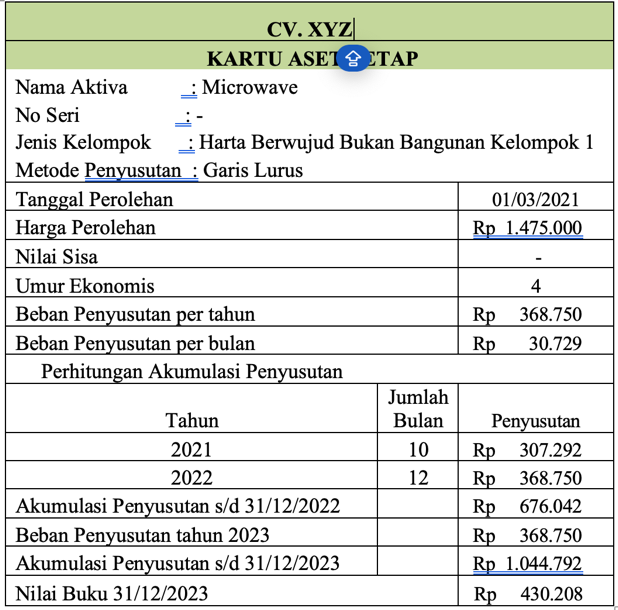 CV. XYZ
KARTU ASET ETAP
Nama Aktiva : Microwave
No Seri : -
Jenis Kelompok : Harta Berwujud Bukan Bangunan Kelompok 1
Metode Penyusutan : Garis Lurus
Tanggal Perolehan 01/03/2021
Harga Perolehan Rp 1.475.000
Nilai Sisa -
Umur Ekonomis 4
Beban Penyusutan per tahun Rp 368.750
Beban Penyusutan per bulan Rp 30.729
Perhitungan Akumulasi Penyusutan
Tahun Jumlah Bulan Penyusutan
2021 10 Rp 307.292
2022 12 Rp 368.750
Akumulasi Penyusutan s/d 31/12/2022 Rp 676.042
Beban Penyusutan tahun 2023 Rp 368.750
Akumulasi Penyusutan s/d 31/12/2023 Rp 1.044.792
Nilai Buku 31/12/2023 Rp 430.208